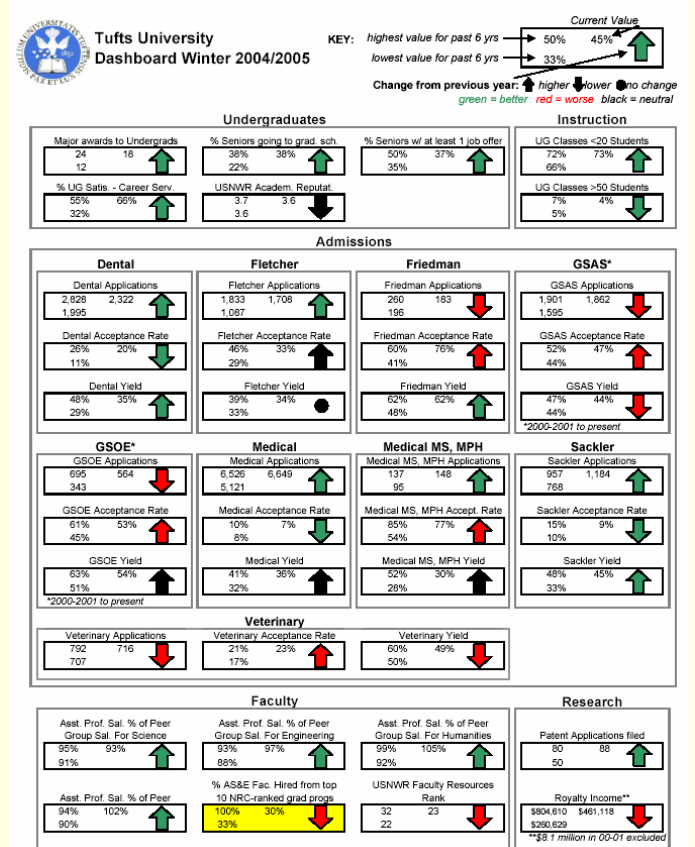 Tufts University
Dashboard Winter 2004/2005
Current Value
KEY: highest value for past 6 yrs 50% 45%
lowest value for past 6 yrs 33%
Change from previous year: higher lower no change
green = better red = worse black = neutral
Undergraduates
Major awards to Undergrads
24 18
12
% Seniors going to grad. sch.
38% 38%
22%
% Seniors w/ at least 1 job offer
50% 37%
35%
% UG Satis. - Career Serv.
55% 66%
32%
USNWR Academ. Reputat.
3.7 3.6
3.6
Instruction
UG Classes <20 Students
72% 73%
66%
UG Classes >50 Students
7% 4%
5%
Admissions
Dental
Dental Applications
2,828 2,322
1,995
Dental Acceptance Rate
26% 20%
11%
Dental Yield
48% 35%
29%
Fletcher
Fletcher Applications
1,833 1,708
1,087
Fletcher Acceptance Rate
46% 33%
29%
Fletcher Yield
39% 34%
33%
Friedman
Friedman Applications
260 183
196
Friedman Acceptance Rate
60% 76%
41%
Friedman Yield
62% 62%
48%
GSAS*
GSAS Applications
1,901 1,862
1,595
GSAS Acceptance Rate
52% 47%
44%
GSAS Yield
47% 44%
44%
*2000-2001 to present
GSOE*
GSOE Applications
695 564
343
GSOE Acceptance Rate
61% 53%
45%
GSOE Yield
63% 54%
51%
*2000-2001 to present
Medical
Medical Applications
6,526 6,649
5,121
Medical Acceptance Rate
10% 7%
8%
Medical Yield
41% 36%
32%
Medical MS, MPH
Medical MS, MPH Applications
137 148
95
Medical MS, MPH Accept. Rate
85% 77%
54%
Medical MS, MPH Yield
52% 30%
28%
Sackler
Sackler Applications
957 1,184
768
Sackler Acceptance Rate
15% 9%
10%
Sackler Yield
48% 45%
33%
Veterinary
Veterinary Applications
792 716
707
Veterinary Acceptance Rate
21% 23%
17%
Veterinary Yield
60% 49%
50%
Faculty
Asst. Prof. Sal. % of Peer
Group Sal. For Science
95% 93%
91%
Asst. Prof. Sal. % of Peer
Group Sal. For Engineering
93% 97%
88%
Asst. Prof. Sal. % of Peer
Group Sal. For Humanities
99% 105%
92%
Asst. Prof. Sal. % of Peer
94% 102%
90%
% AS&E Fac. Hired from top
10 NRC-ranked grad progs
100% 30%
33%
USNWR Faculty Resources
Rank
32 23
22
Research
Patent Applications filed
80 88
50
Royalty Income**
$804,610 $461,118
$260,629
**$8.1 million in 00-01 excluded